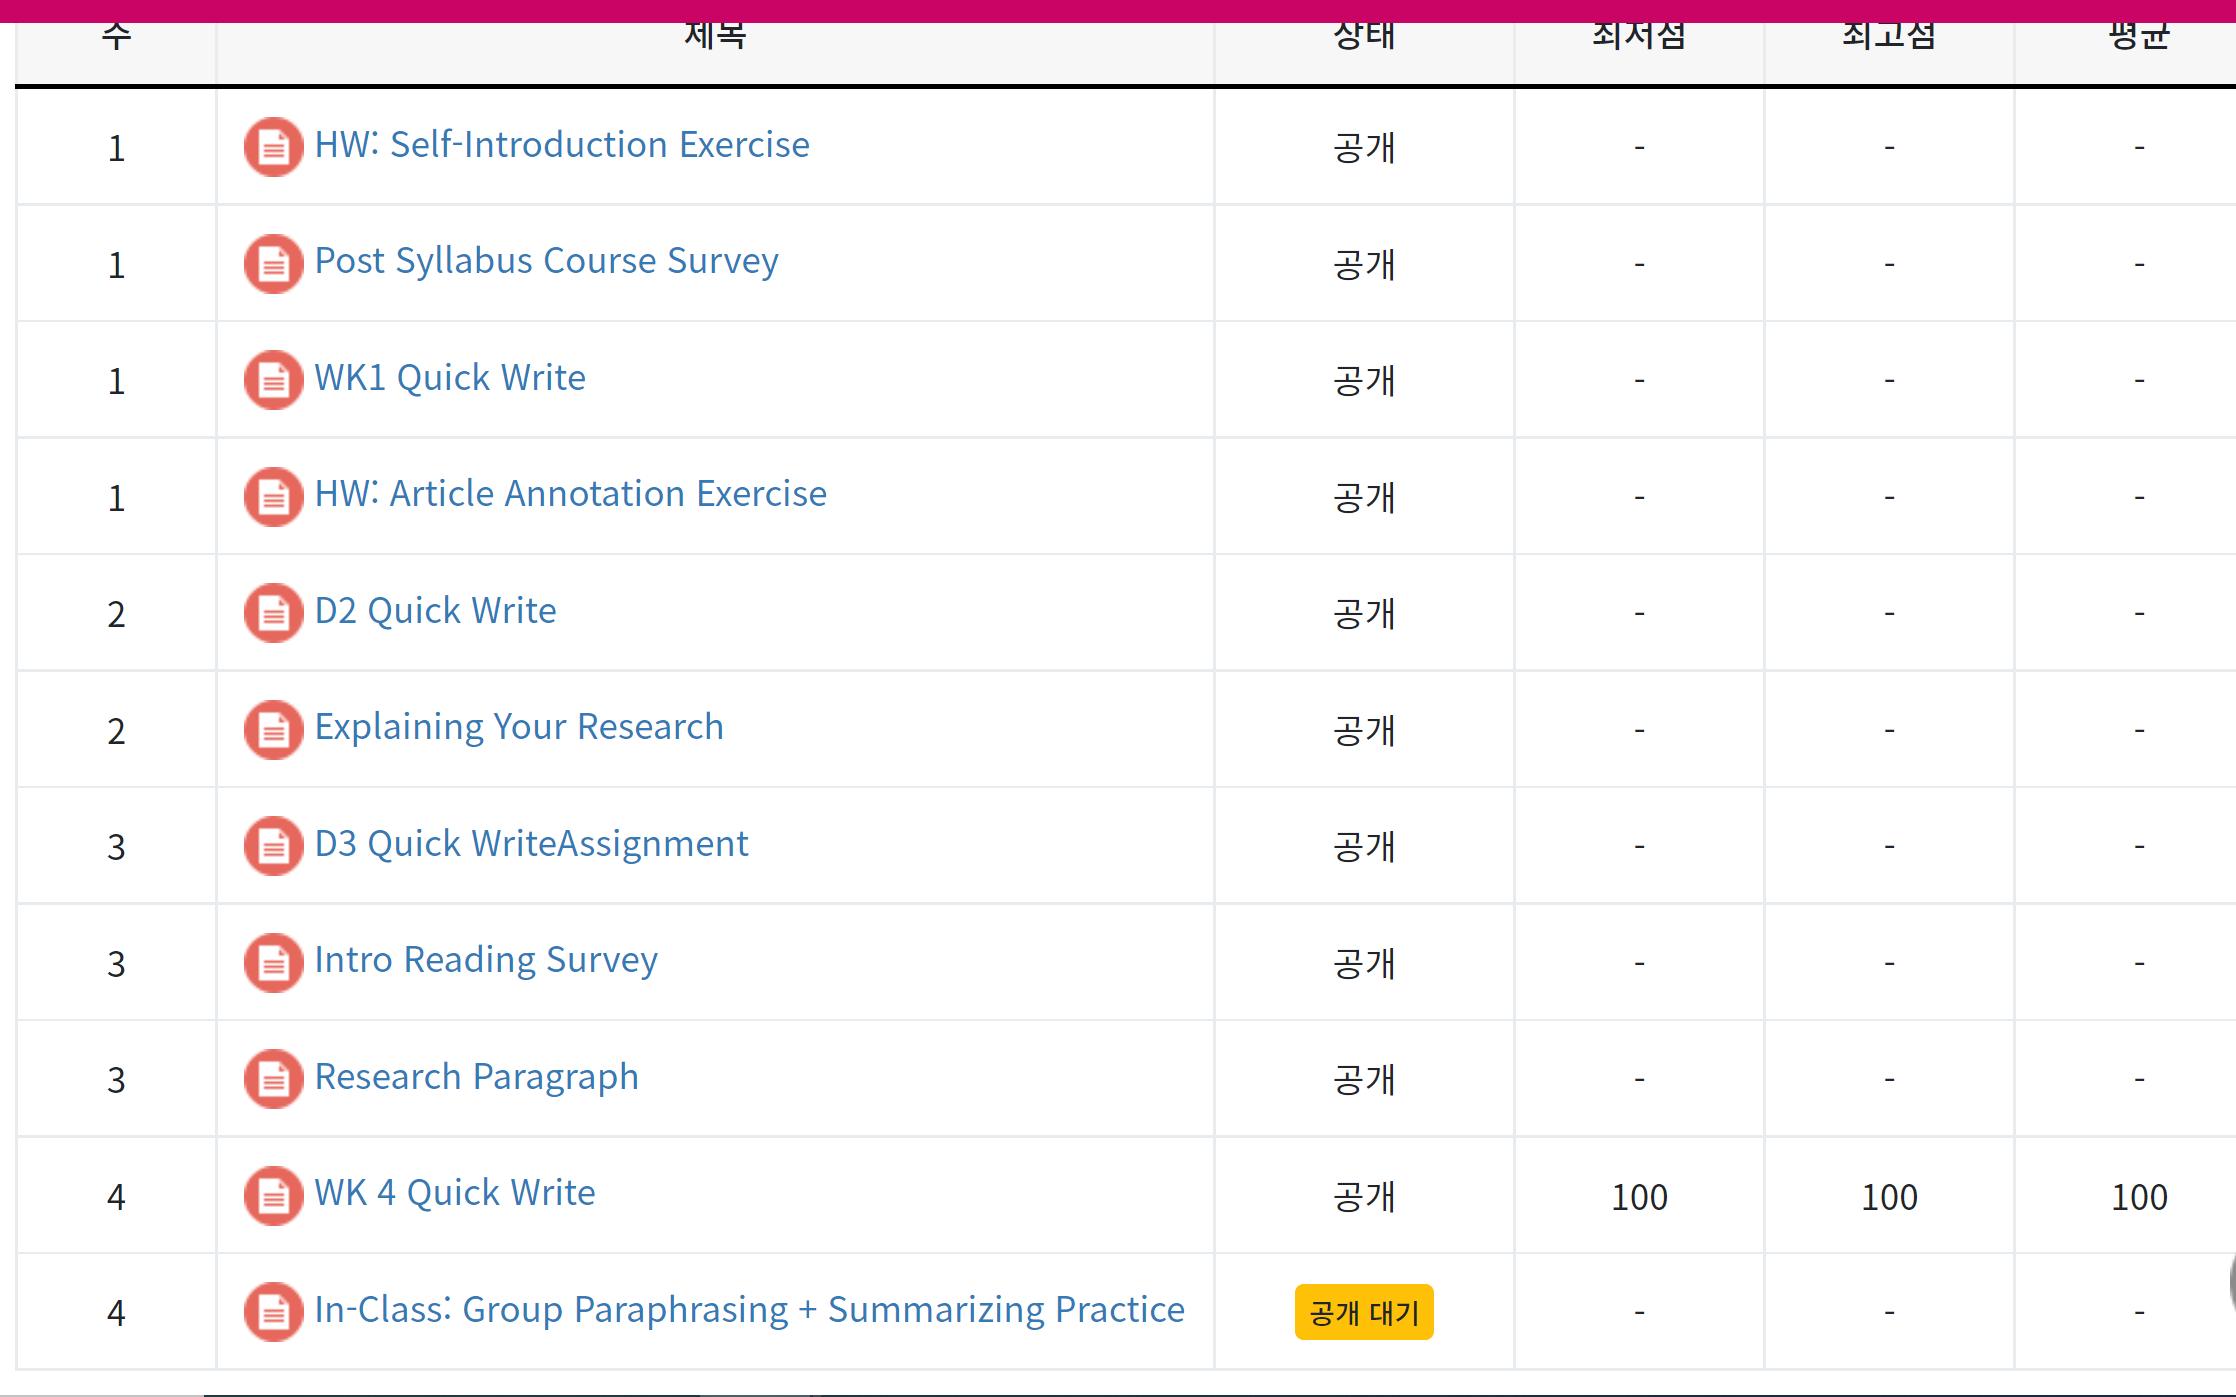 주 제목 상태 최저점 최고점 평균
1 HW: Self-Introduction Exercise 공개 - - -
1 Post Syllabus Course Survey 공개 - - -
1 WK1 Quick Write 공개 - - -
1 HW: Article Annotation Exercise 공개 - - -
2 D2 Quick Write 공개 - - -
2 Explaining Your Research 공개 - - -
3 D3 Quick WriteAssignment 공개 - - -
3 Intro Reading Survey 공개 - - -
3 Research Paragraph 공개 - - -
4 WK 4 Quick Write 공개 100 100 100
4 In-Class: Group Paraphrasing + Summarizing Practice 공개 대기 - - -